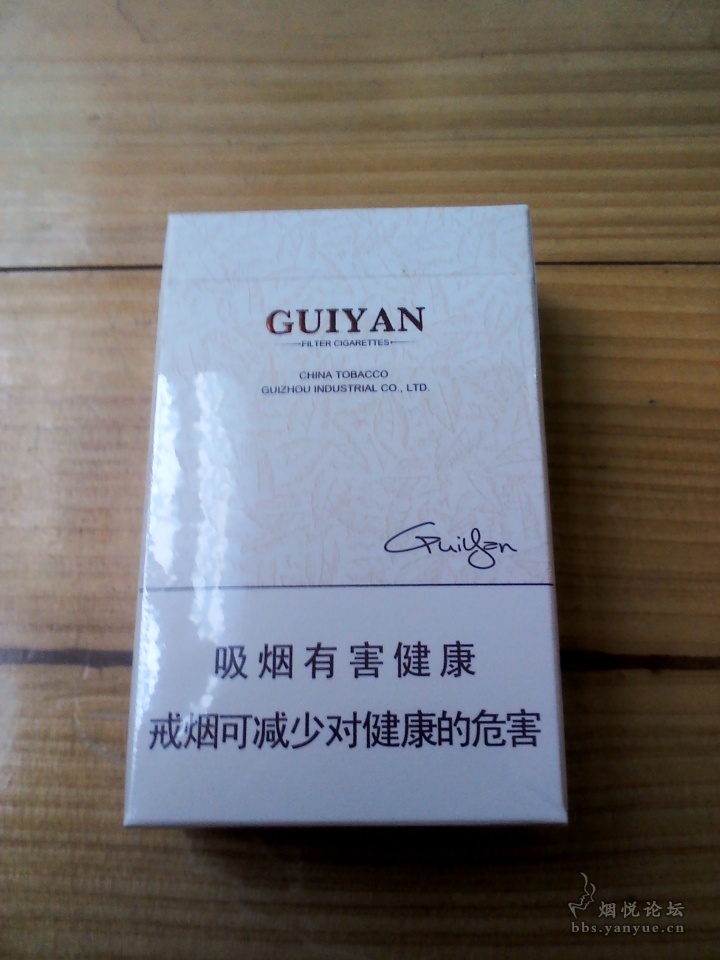 GUIYAN
FILTER CIGARETTES
CHINA TOBACCO
GUIZHOU INDUSTRIAL CO., LTD.
GuiYan
吸烟有害健康
戒烟可减少对健康的危害
烟悦论坛
bbs.yanyue.cn